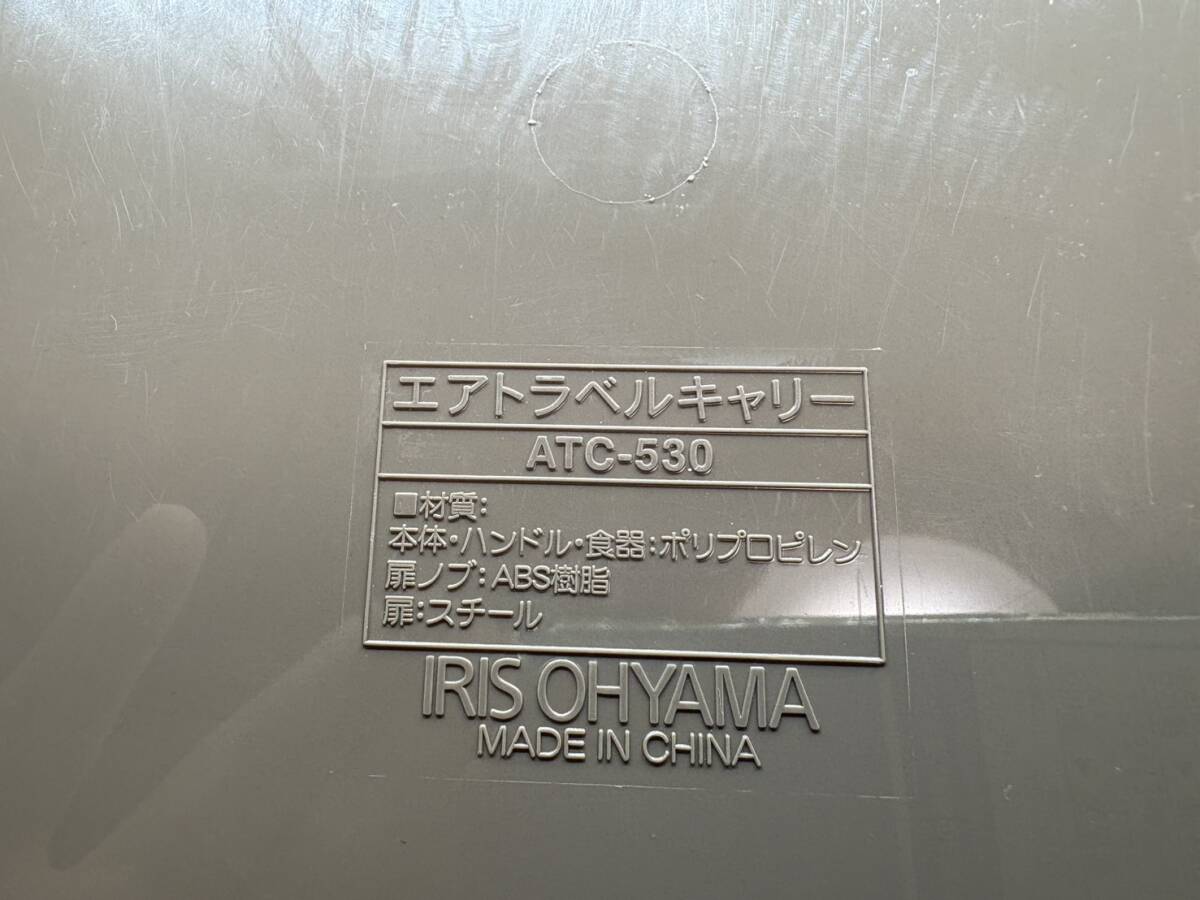 エアトラベルキャリー
ATC-530
■材質:
本体・ハンドル・食器:ポリプロピレン
扉ノブ:ABS樹脂
扉:スチール
IRIS OHYAMA
MADE IN CHINA